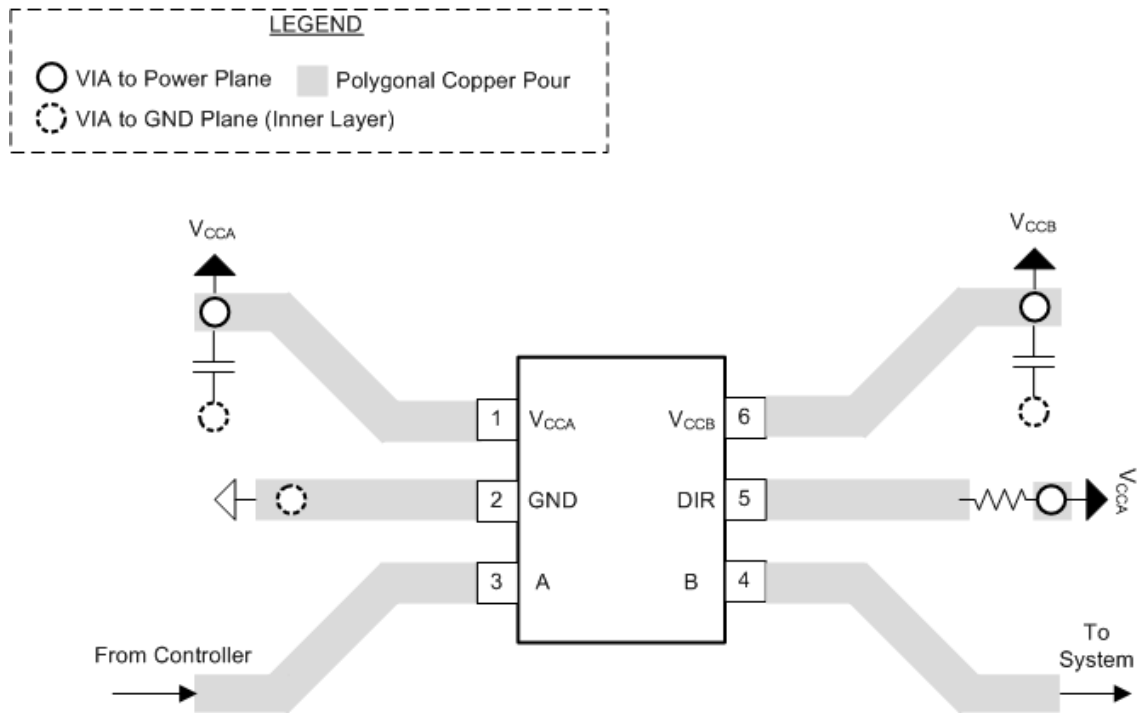 LEGEND
VIA to Power Plane Polygonal Copper Pour
VIA to GND Plane (Inner Layer)
VCCA VCCB
1 VCCA VCCB 6
2 GND DIR 5 VCCA
3 A B 4
From Controller To
System